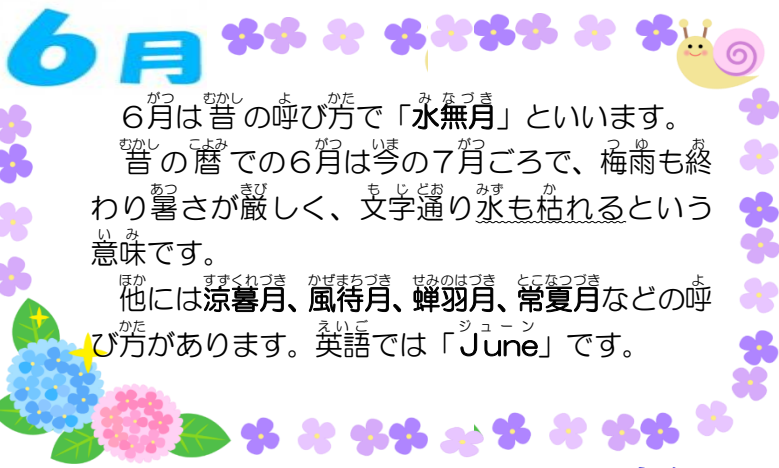 6月
6月は昔の呼び方で「水無月」といいます。
昔の暦での6月は今の7月ごろで、梅雨も終
わり暑さが厳しく、文字通り水も枯れるという
意味です。
他には涼暮月、風待月、蝉羽月、常夏月などの呼
び方があります。英語では「June」です。